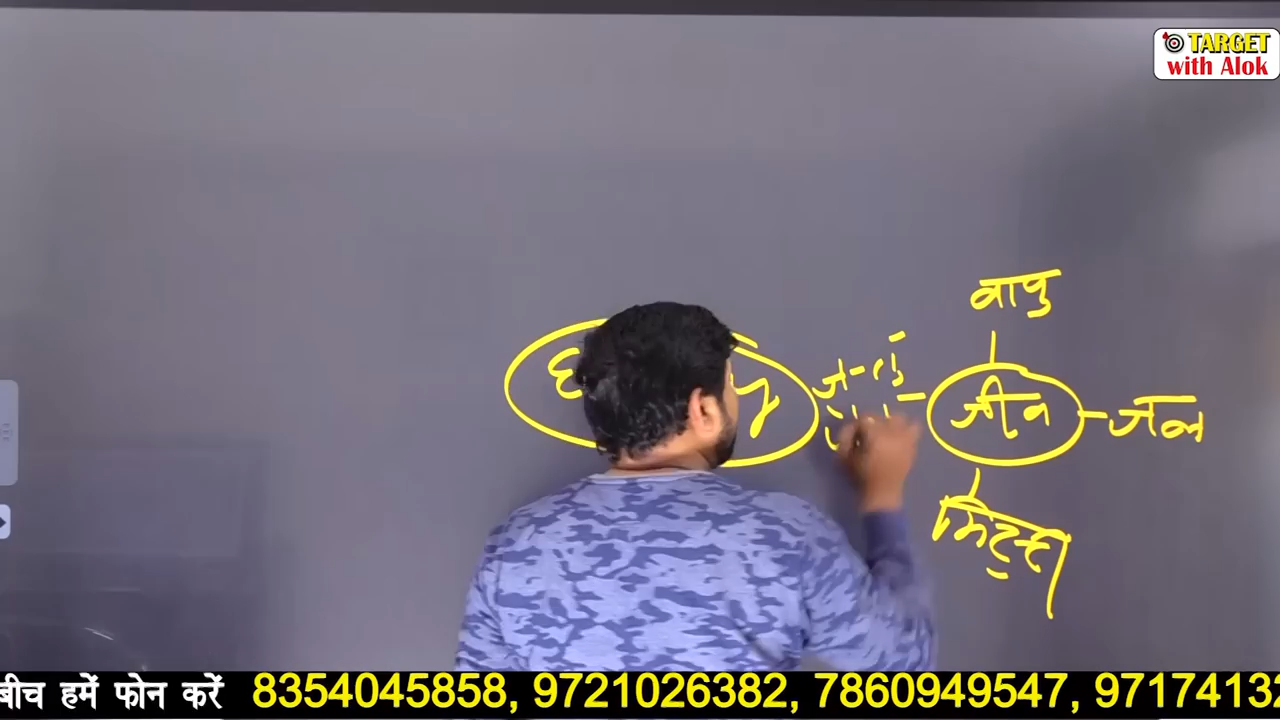 TARGET
with Alok
वायु
जीव
जल
बीच हमें फोन करें 8354045858, 9721026382, 7860949547, 97174132